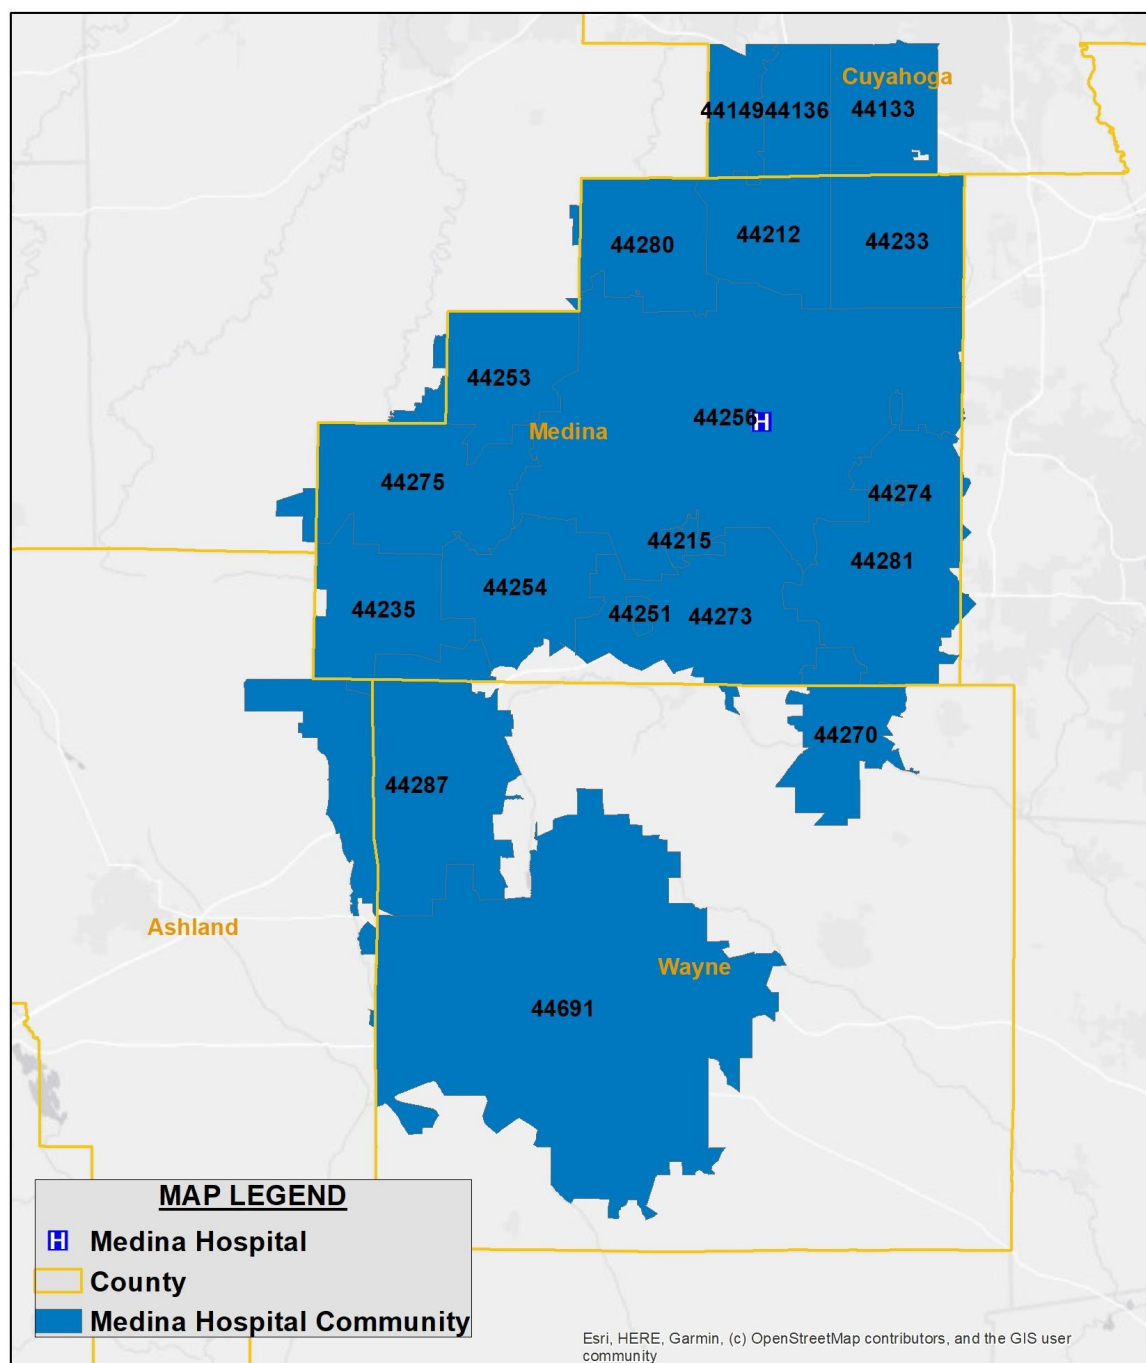 Cuyahoga
44149 44136 44133
44280 44212 44233
44253
44256 H
Medina
44275
44274
44215
44281
44254
44235
44251 44273
44270
44287
Ashland
Wayne
44691
MAP LEGEND
H Medina Hospital
County
Medina Hospital Community
Esri, HERE, Garmin, (c) OpenStreetMap contributors, and the GIS user
community